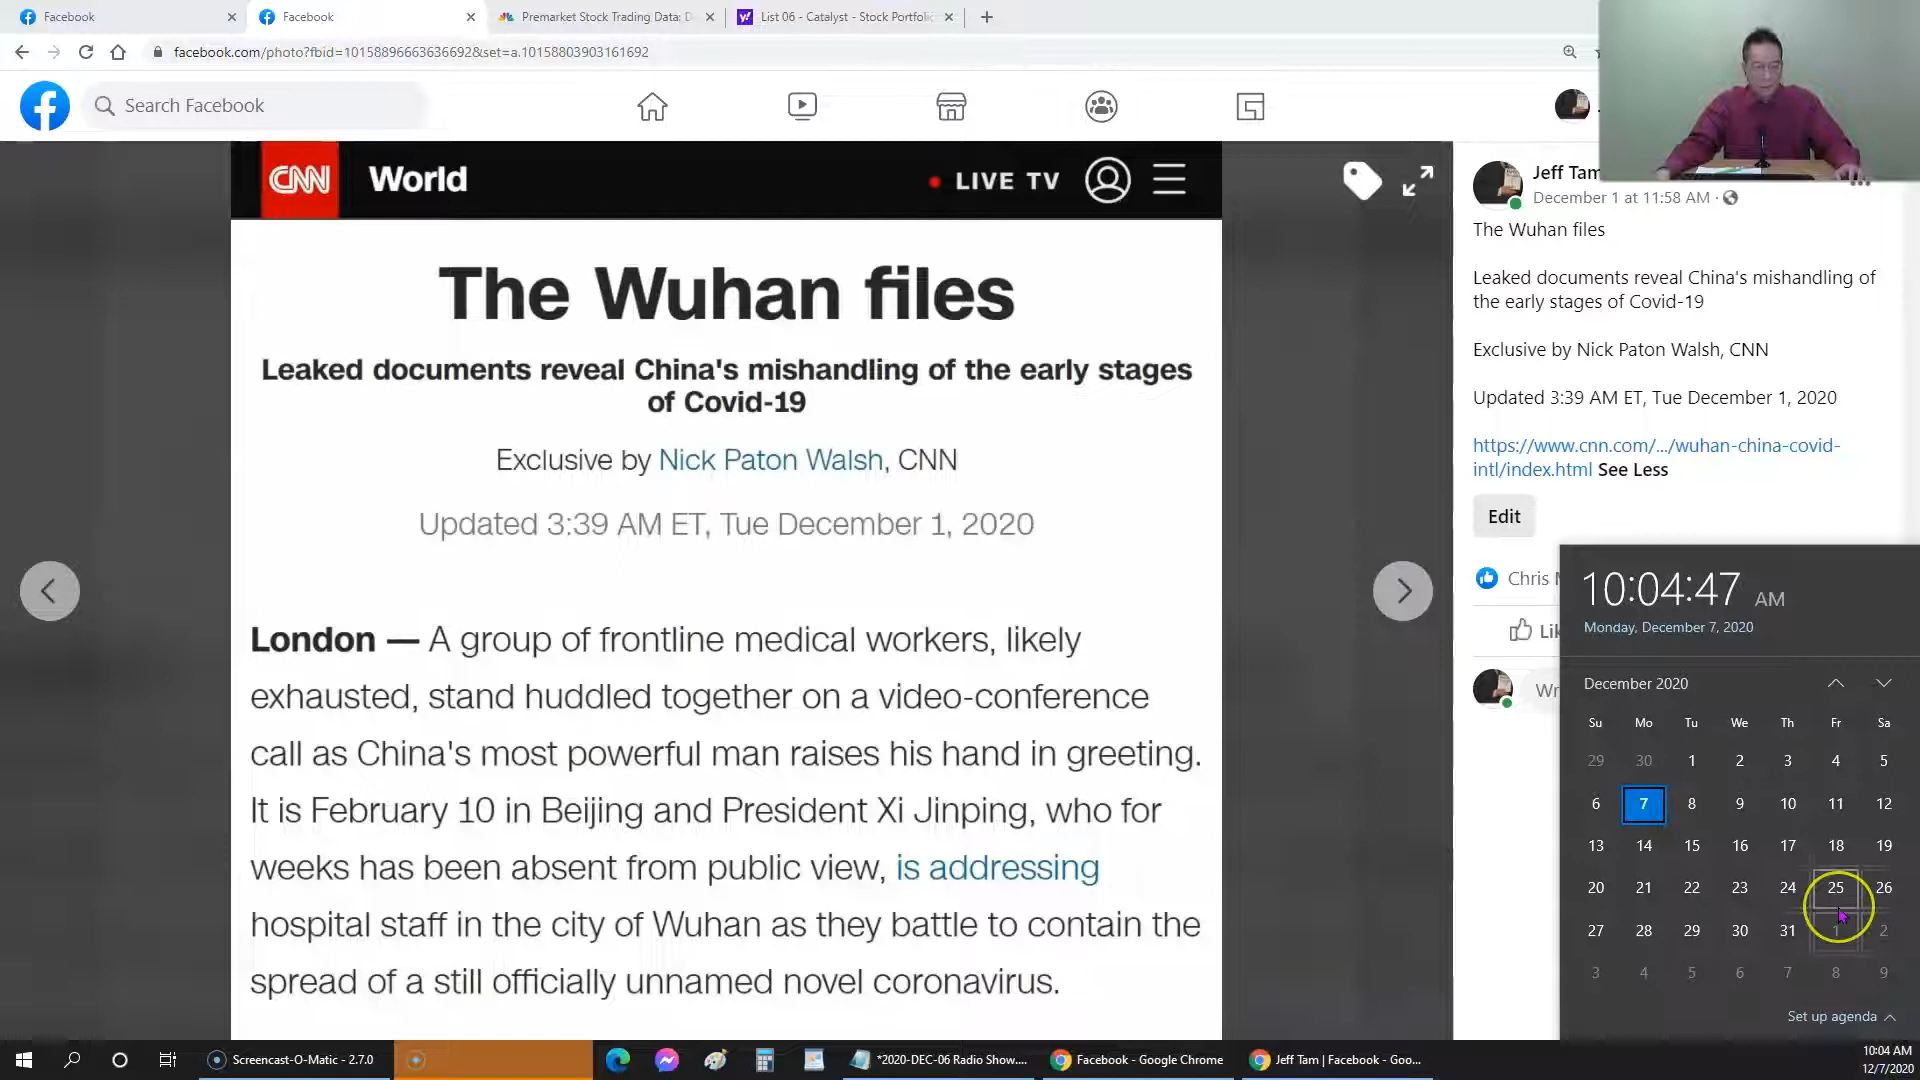 Facebook
Facebook
Premarket Stock Trading Data: D
List 06 - Catalyst - Stock Portfolio
facebook.com/photo?fbid=10158896663636692&set=a.10158803903161692
Search Facebook
CNN World
LIVE TV
The Wuhan files
Leaked documents reveal China's mishandling of the early stages
of Covid-19
Exclusive by Nick Paton Walsh, CNN
Updated 3:39 AM ET, Tue December 1, 2020
London — A group of frontline medical workers, likely
exhausted, stand huddled together on a video-conference
call as China's most powerful man raises his hand in greeting.
It is February 10 in Beijing and President Xi Jinping, who for
weeks has been absent from public view, is addressing
hospital staff in the city of Wuhan as they battle to contain the
spread of a still officially unnamed novel coronavirus.
Jeff Tam
December 1 at 11:58 AM ·
The Wuhan files
Leaked documents reveal China's mishandling of
the early stages of Covid-19
Exclusive by Nick Paton Walsh, CNN
Updated 3:39 AM ET, Tue December 1, 2020
https://www.cnn.com/.../wuhan-china-covid-
intl/index.html See Less
Edit
Chris
Lik
Wr
10:04:47 AM
Monday, December 7, 2020
December 2020
Su Mo Tu We Th Fr Sa
29 30 1 2 3 4 5
6 7 8 9 10 11 12
13 14 15 16 17 18 19
20 21 22 23 24 25 26
27 28 29 30 31 1 2
3 4 5 6 7 8 9
Set up agenda
Screencast-O-Matic - 2.7.0
*2020-DEC-06 Radio Show....
Facebook - Google Chrome
Jeff Tam | Facebook - Goo...
10:04 AM
12/7/2020